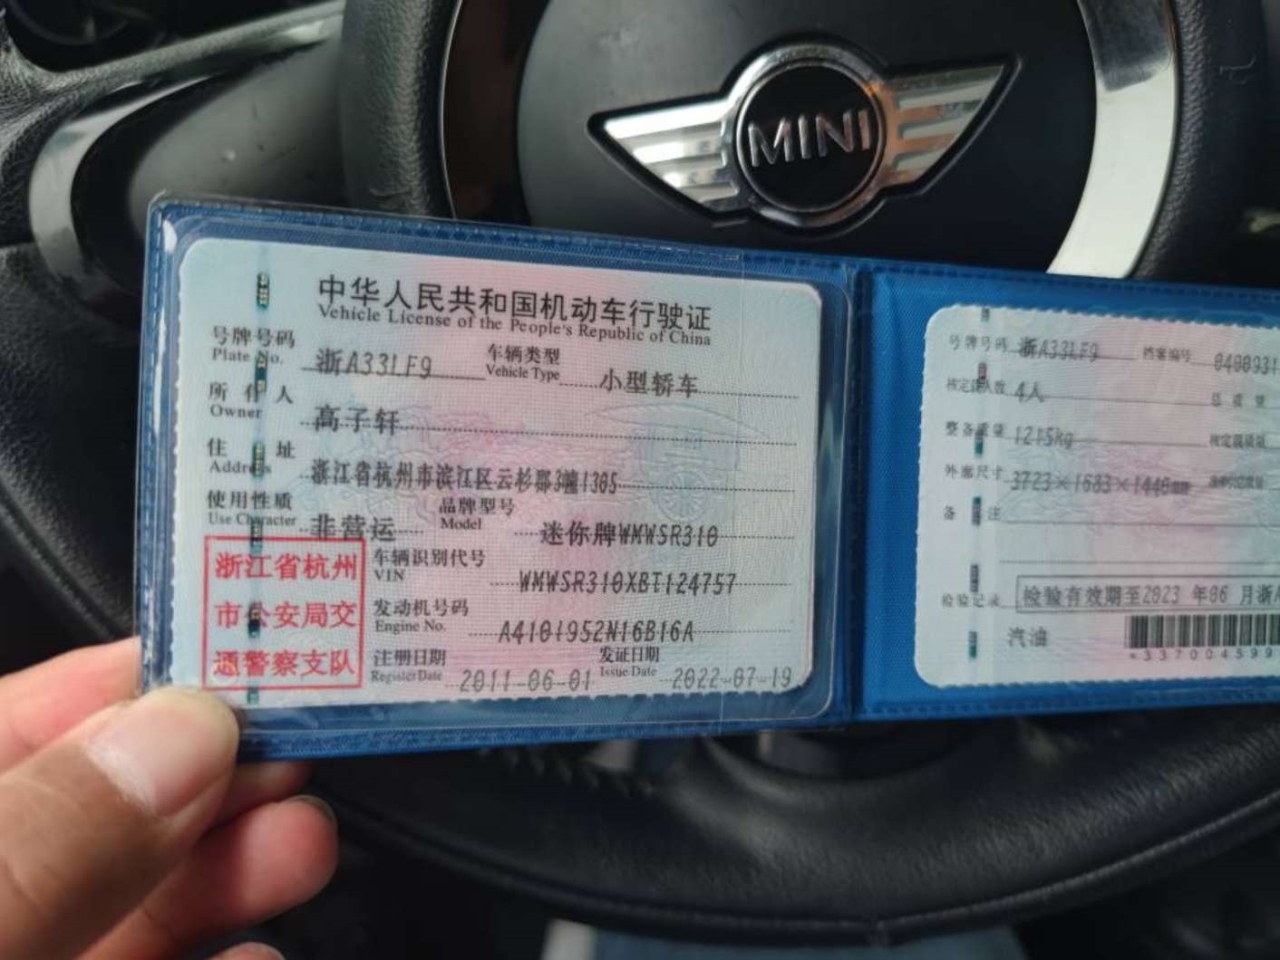 MINI
中华人民共和国机动车行驶证
Vehicle License of the People's Republic of China
号牌号码 浙A33LF9 车辆类型 小型轿车
Plate No. Vehicle Type
所有人 高子轩
Owner
住址 浙江省杭州市滨江区云杉郡3幢1305
Address
使用性质 非营运 品牌型号 迷你牌WMWSR310
Use Character Model
车辆识别代号 WMWSR310XBT124757
VIN
发动机号码 A4101952N16B16A
Engine No.
注册日期 2011-06-01 发证日期 2022-07-19
Register Date Issue Date
浙江省杭州
市公安局交
通警察支队
号牌号码 浙A33LF9 档案编号 0400931
核定载人数 4人 总质量
整备质量 1215kg 核定载质量
外廓尺寸 3723×1683×1440mm
备注
检验记录 检验有效期至2023年06月浙A
汽油
*337004599